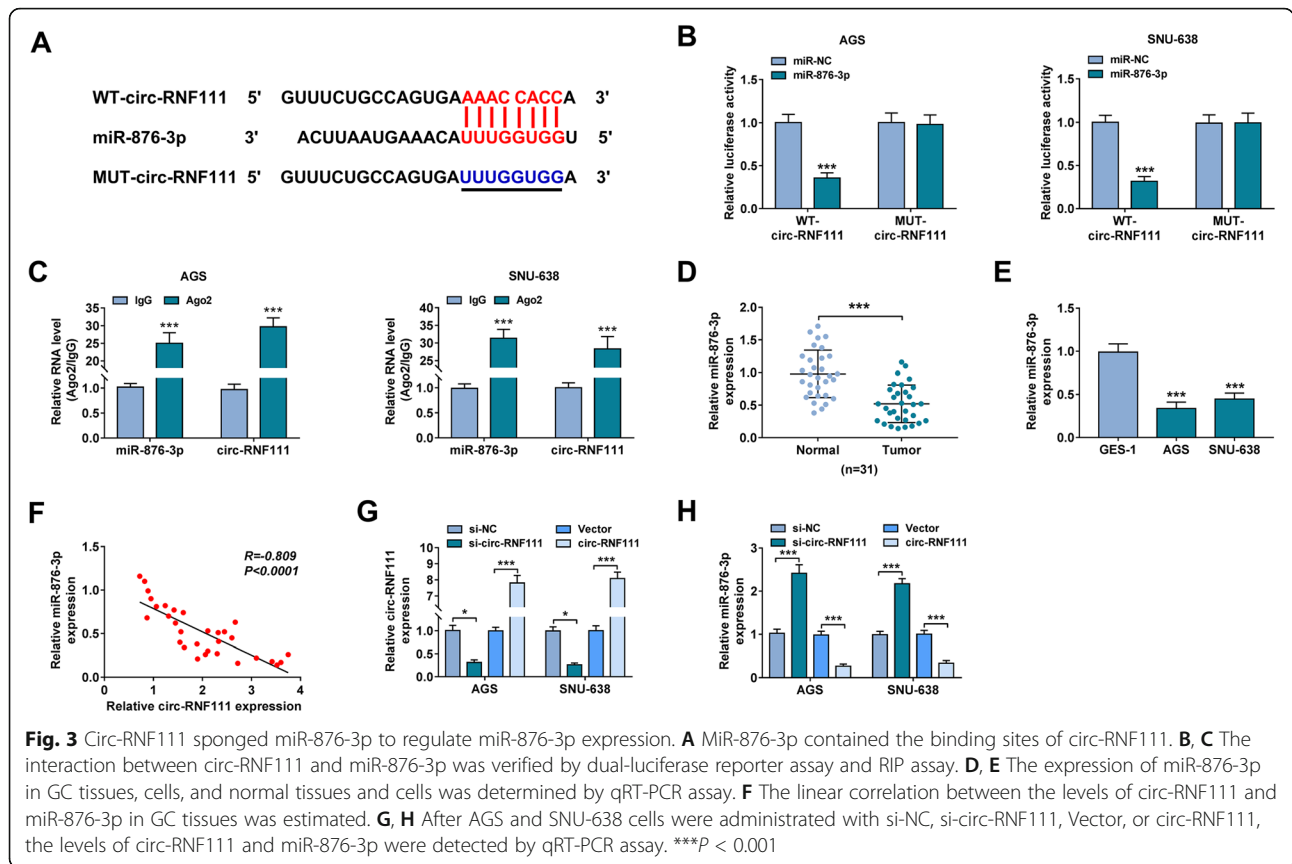 A
WT-circ-RNF111 5' GUUUCUGCCAGUGAAAAC CACCA 3'
miR-876-3p 3' ACUUAAUGAAACAUUUGGUGGU 5'
MUT-circ-RNF111 5' GUUUCUGCCAGUGAUUUGGUGGA 3'
B
AGS
miR-NC
miR-876-3p
Relative luciferase activity
1.5
1.0
0.5
0.0
***
WT-circ-RNF111
MUT-circ-RNF111
SNU-638
miR-NC
miR-876-3p
Relative luciferase activity
1.5
1.0
0.5
0.0
***
WT-circ-RNF111
MUT-circ-RNF111
C
AGS
IgG Ago2
Relative RNA level
(Ago2/IgG)
35
30
25
20
1.0
0.5
0.0
*** ***
miR-876-3p circ-RNF111
SNU-638
IgG Ago2
Relative RNA level
(Ago2/IgG)
40
35
30
25
20
1.0
0.5
0.0
*** ***
miR-876-3p circ-RNF111
D
Relative miR-876-3p
expression
2.0
1.5
1.0
0.5
0.0
***
Normal Tumor
(n=31)
E
Relative miR-876-3p
expression
1.5
1.0
0.5
0.0
*** ***
GES-1 AGS SNU-638
F
Relative miR-876-3p
expression
1.5
1.0
0.5
0.0
R=-0.809
P<0.0001
0 1 2 3 4
Relative circ-RNF111 expression
G
si-NC Vector
si-circ-RNF111 circ-RNF111
Relative circ-RNF111
expression
10
9
8
7
6
1.0
0.5
0.0
* *** * ***
AGS SNU-638
H
si-NC Vector
si-circ-RNF111 circ-RNF111
Relative miR-876-3p
expression
3
2
1
0
*** *** *** ***
AGS SNU-638
Fig. 3 Circ-RNF111 sponged miR-876-3p to regulate miR-876-3p expression. A MiR-876-3p contained the binding sites of circ-RNF111. B, C The
interaction between circ-RNF111 and miR-876-3p was verified by dual-luciferase reporter assay and RIP assay. D, E The expression of miR-876-3p
in GC tissues, cells, and normal tissues and cells was determined by qRT-PCR assay. F The linear correlation between the levels of circ-RNF111 and
miR-876-3p in GC tissues was estimated. G, H After AGS and SNU-638 cells were administrated with si-NC, si-circ-RNF111, Vector, or circ-RNF111,
the levels of circ-RNF111 and miR-876-3p were detected by qRT-PCR assay. ***P < 0.001